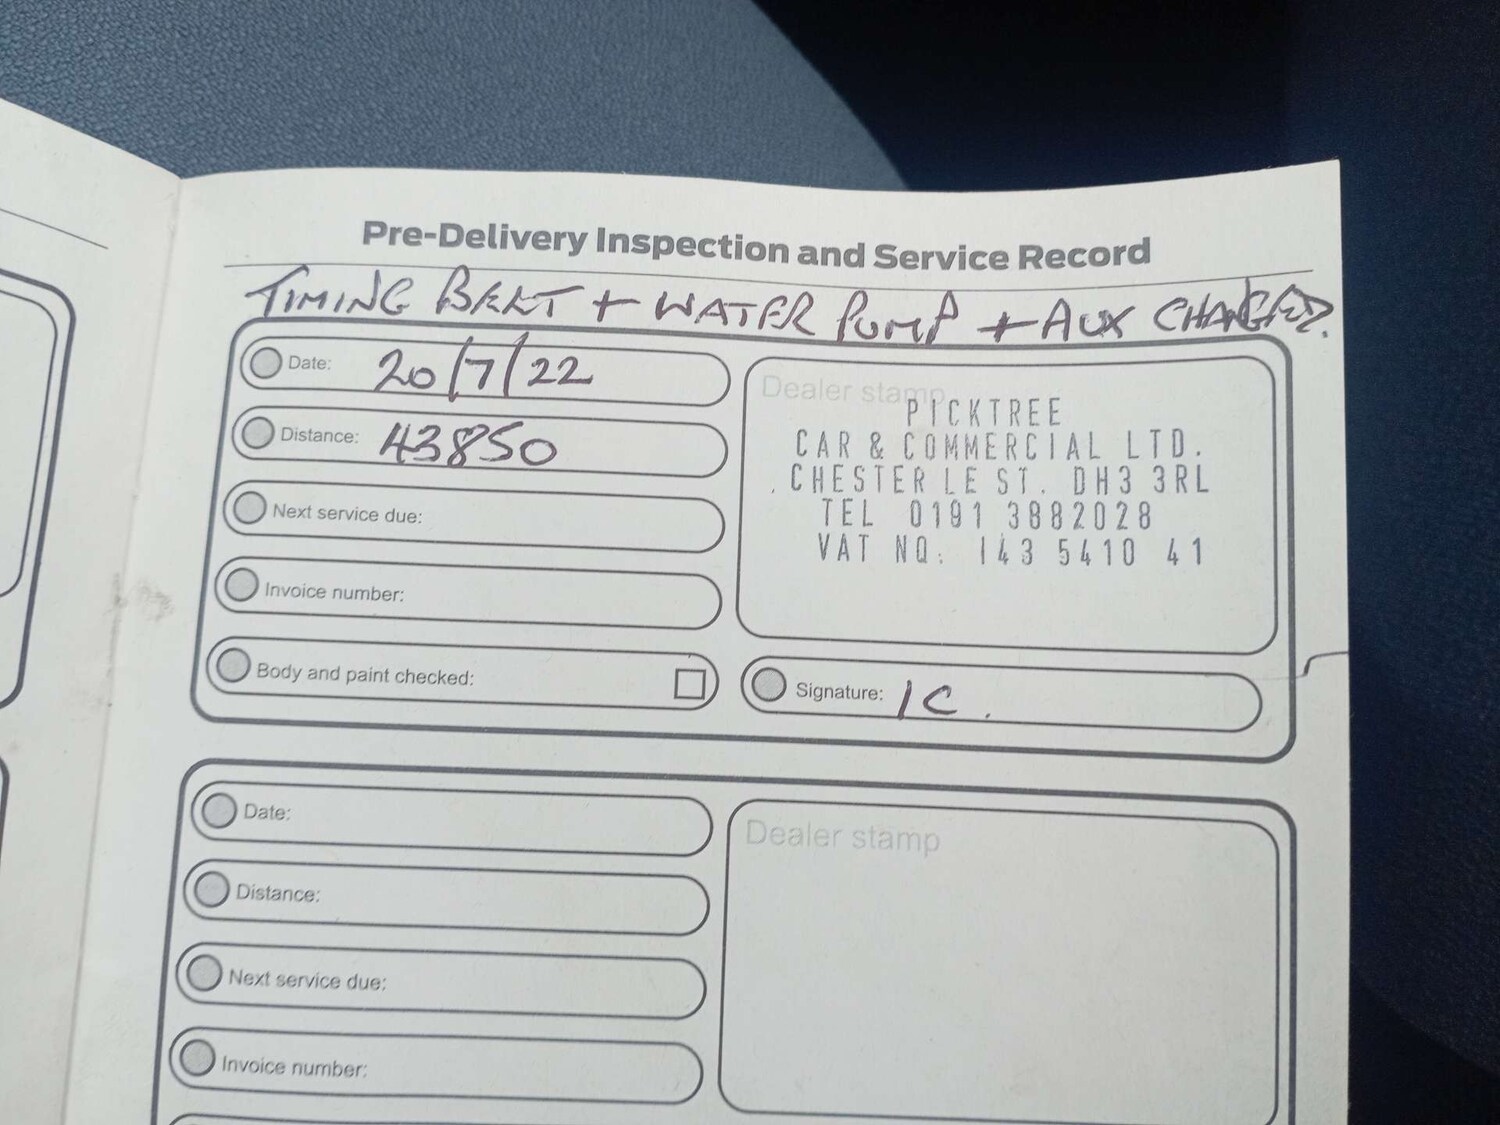 Pre-Delivery Inspection and Service Record
TIMING BELT + WATER PUMP + AUX CHANGED.
Date: 20/7/22
Distance: 43850
Next service due:
Invoice number:
Body and paint checked:
Dealer stamp
PICKTREE
CAR & COMMERCIAL LTD.
CHESTER LE ST. DH3 3RL
TEL 0191 3882028
VAT NO: 143 5410 41
Signature: IC.
Date:
Distance:
Next service due:
Invoice number:
Dealer stamp